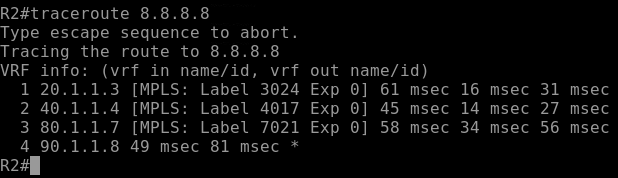 R2#traceroute 8.8.8.8
Type escape sequence to abort.
Tracing the route to 8.8.8.8
VRF info: (vrf in name/id, vrf out name/id)
  1 20.1.1.3 [MPLS: Label 3024 Exp 0] 61 msec 16 msec 31 msec
  2 40.1.1.4 [MPLS: Label 4017 Exp 0] 45 msec 14 msec 27 msec
  3 80.1.1.7 [MPLS: Label 7021 Exp 0] 58 msec 34 msec 56 msec
  4 90.1.1.8 49 msec 81 msec *
R2#